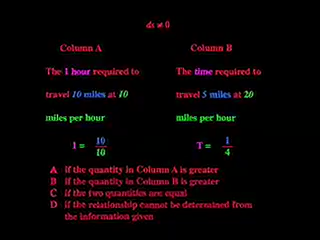 ds ≠ 0
Column A
The 1 hour required to
travel 10 miles at 10
miles per hour
1 = 10/10
Column B
The time required to
travel 5 miles at 20
miles per hour
T = 1/4
A if the quantity in Column A is greater
B if the quantity in Column B is greater
C if the two quantities are equal
D if the relationship cannot be determined from
the information given